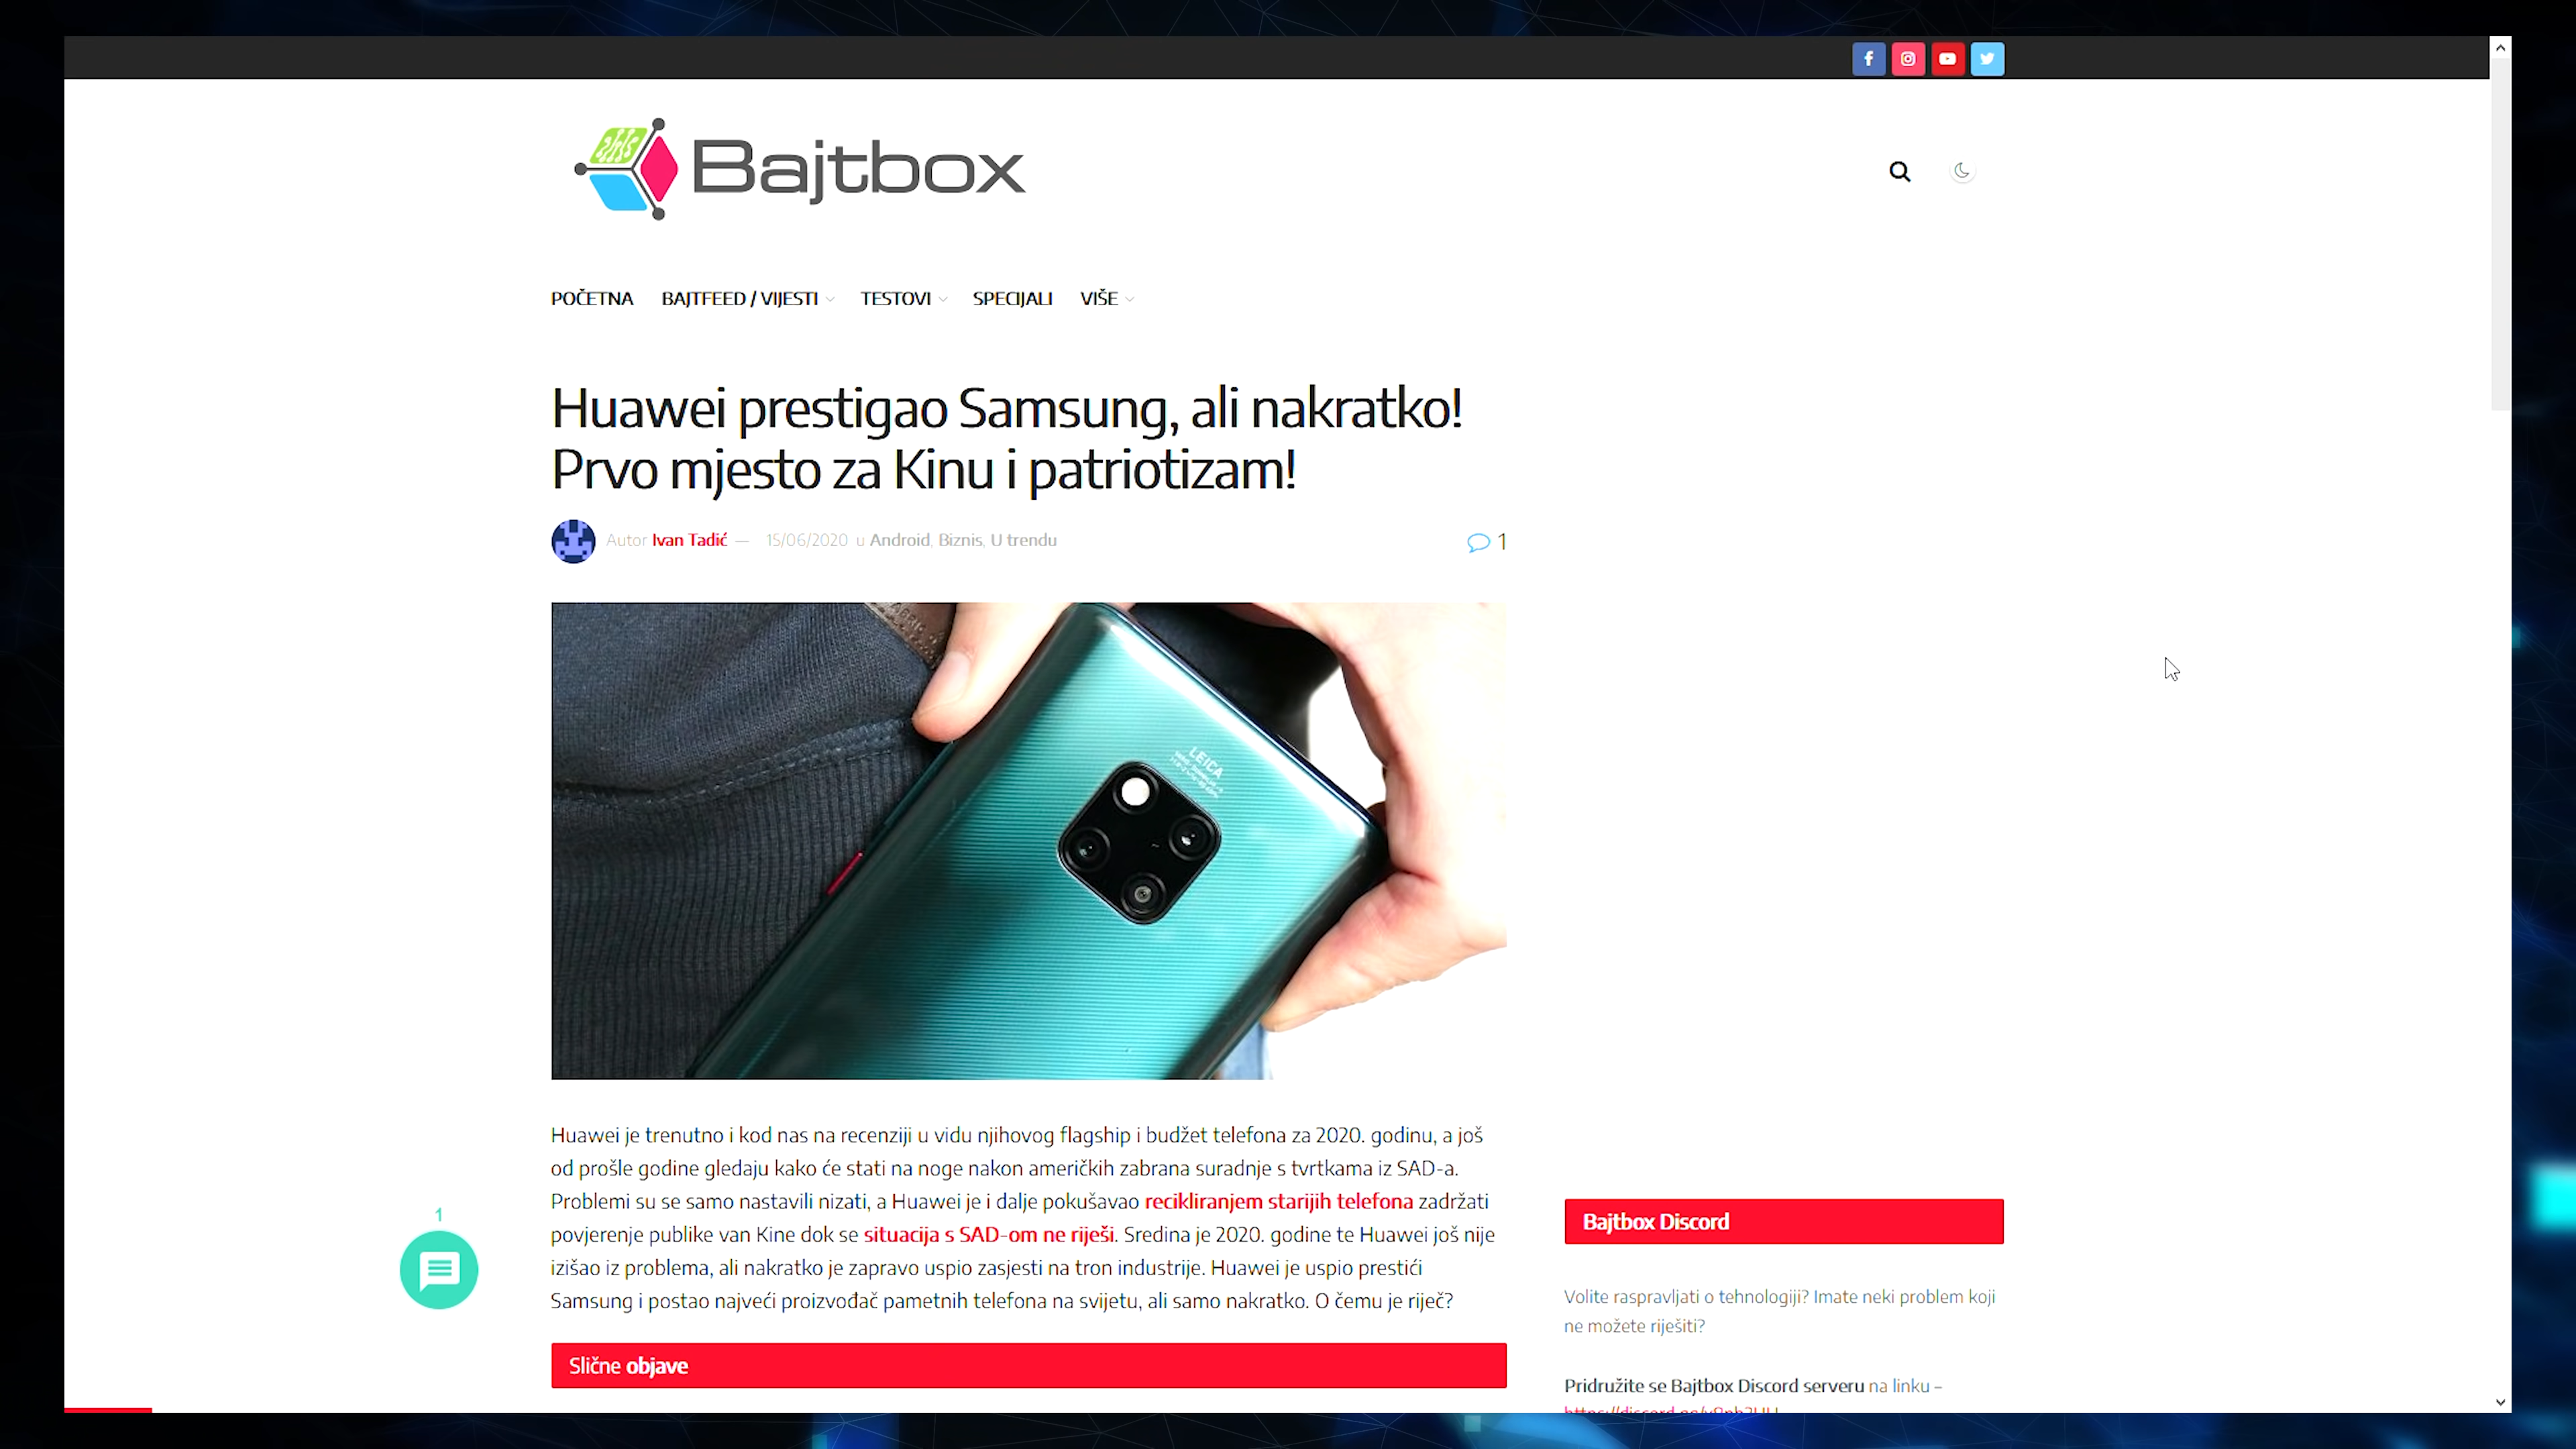 Bajtbox
POČETNA BAJTFEED / VIJESTI TESTOVI SPECIJALI VIŠE
Huawei prestigao Samsung, ali nakratko!
Prvo mjesto za Kinu i patriotizam!
Autor Ivan Tadić — 15/06/2020 u Android, Biznis, U trendu
1
LEICA
Huawei je trenutno i kod nas na recenziji u vidu njihovog flagship i budžet telefona za 2020. godinu, a još
od prošle godine gledaju kako će stati na noge nakon američkih zabrana suradnje s tvrtkama iz SAD-a.
Problemi su se samo nastavili nizati, a Huawei je i dalje pokušavao recikliranjem starijih telefona zadržati
povjerenje publike van Kine dok se situacija s SAD-om ne riješi. Sredina je 2020. godine te Huawei još nije
izišao iz problema, ali nakratko je zapravo uspio zasjesti na tron industrije. Huawei je uspio prestići
Samsung i postao najveći proizvođač pametnih telefona na svijetu, ali samo nakratko. O čemu je riječ?
1
Slične objave
Bajtbox Discord
Volite raspravljati o tehnologiji? Imate neki problem koji
ne možete riješiti?
Pridružite se Bajtbox Discord serveru na linku –